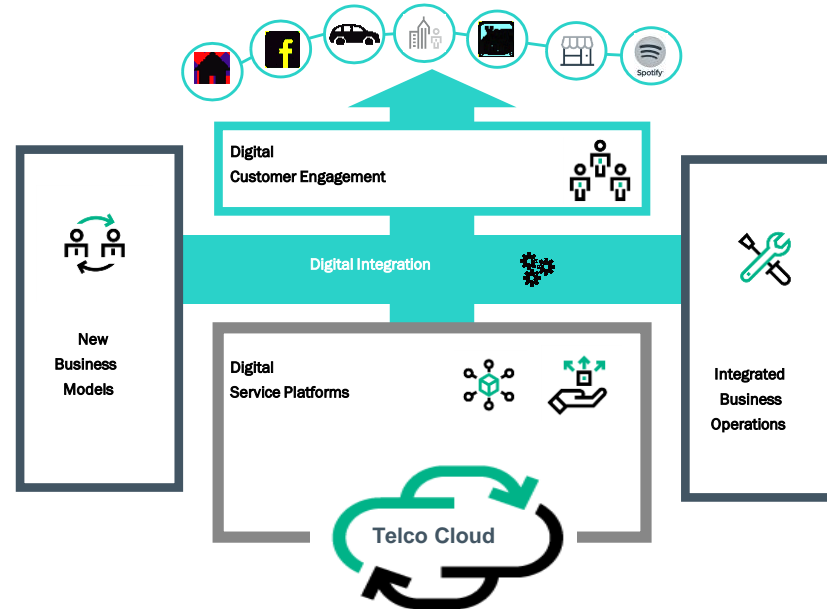 f
Spotify
Digital
Customer Engagement
Digital Integration
New
Business
Models
Digital
Service Platforms
Integrated
Business
Operations
Telco Cloud